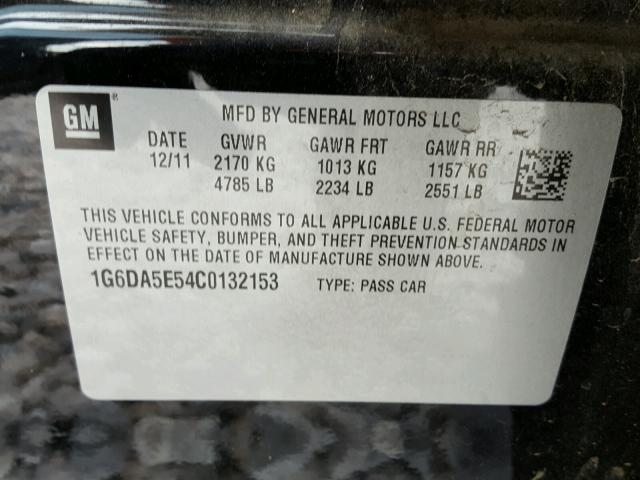 GM®
MFD BY GENERAL MOTORS LLC
DATE GVWR GAWR FRT GAWR RR
12/11 2170 KG 1013 KG 1157 KG
4785 LB 2234 LB 2551 LB
THIS VEHICLE CONFORMS TO ALL APPLICABLE U.S. FEDERAL MOTOR
VEHICLE SAFETY, BUMPER, AND THEFT PREVENTION STANDARDS IN
EFFECT ON THE DATE OF MANUFACTURE SHOWN ABOVE.
1G6DA5E54C0132153 TYPE: PASS CAR